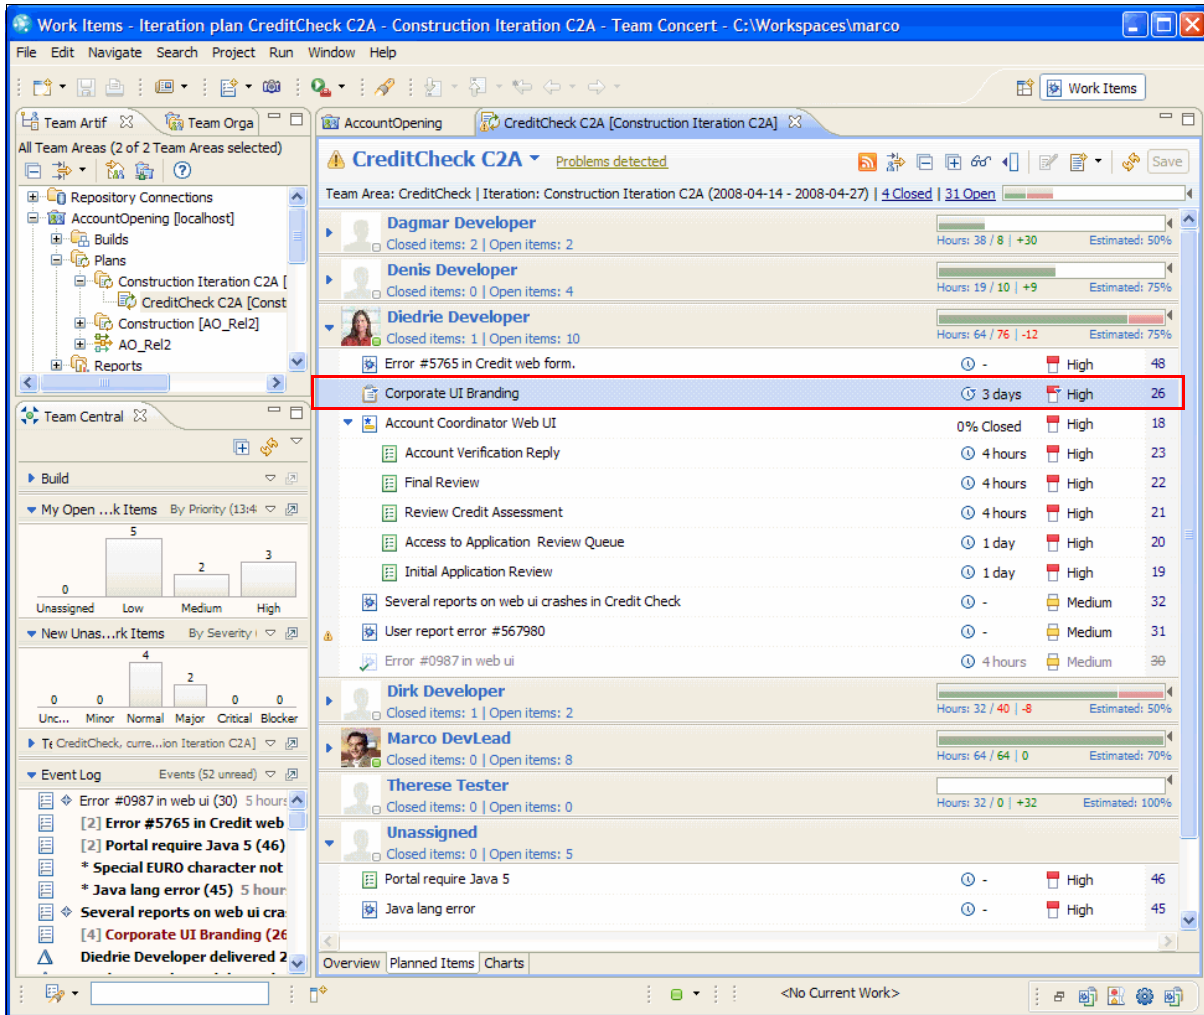 Work Items - Iteration plan CreditCheck C2A - Construction Iteration C2A - Team Concert - C:\Workspaces\marco
File Edit Navigate Search Project Run Window Help
Work Items
Team Artif
Team Orga
All Team Areas (2 of 2 Team Areas selected)
Repository Connections
AccountOpening [localhost]
Builds
Plans
Construction Iteration C2A [
CreditCheck C2A [Const
Construction [AO_Rel2]
AO_Rel2
Reports
Team Central
Build
My Open ...k Items By Priority (13:4
5
3
2
0
Unassigned Low Medium High
New Unas...rk Items By Severity
4
2
0 0 0 0
Unc... Minor Normal Major Critical Blocker
CreditCheck, curre...ion Iteration C2A]
Event Log Events (52 unread)
Error #0987 in web ui (30) 5 hours
[2] Error #5765 in Credit web
[2] Portal require Java 5 (46)
* Special EURO character not
* Java lang error (45) 5 hour
Several reports on web ui cra
[4] Corporate UI Branding (26
Diedrie Developer delivered 2
AccountOpening
CreditCheck C2A [Construction Iteration C2A]
CreditCheck C2A Problems detected
Save
Team Area: CreditCheck | Iteration: Construction Iteration C2A (2008-04-14 - 2008-04-27) | 4 Closed | 31 Open
Dagmar Developer
Closed items: 2 | Open items: 2
Hours: 38 / 8 | +30 Estimated: 50%
Denis Developer
Closed items: 0 | Open items: 4
Hours: 19 / 10 | +9 Estimated: 75%
Diedrie Developer
Closed items: 1 | Open items: 10
Hours: 64 / 76 | -12 Estimated: 75%
Error #5765 in Credit web form. - High 48
Corporate UI Branding 3 days High 26
Account Coordinator Web UI 0% Closed High 18
Account Verification Reply 4 hours High 23
Final Review 4 hours High 22
Review Credit Assessment 4 hours High 21
Access to Application Review Queue 1 day High 20
Initial Application Review 1 day High 19
Several reports on web ui crashes in Credit Check - Medium 32
User report error #567980 - Medium 31
Error #0987 in web ui 4 hours Medium 30
Dirk Developer
Closed items: 1 | Open items: 2
Hours: 32 / 40 | -8 Estimated: 50%
Marco DevLead
Closed items: 0 | Open items: 8
Hours: 64 / 64 | 0 Estimated: 70%
Therese Tester
Closed items: 0 | Open items: 0
Hours: 32 / 0 | +32 Estimated: 100%
Unassigned
Closed items: 0 | Open items: 5
Portal require Java 5 - High 46
Java lang error - High 45
Overview Planned Items Charts
<No Current Work>